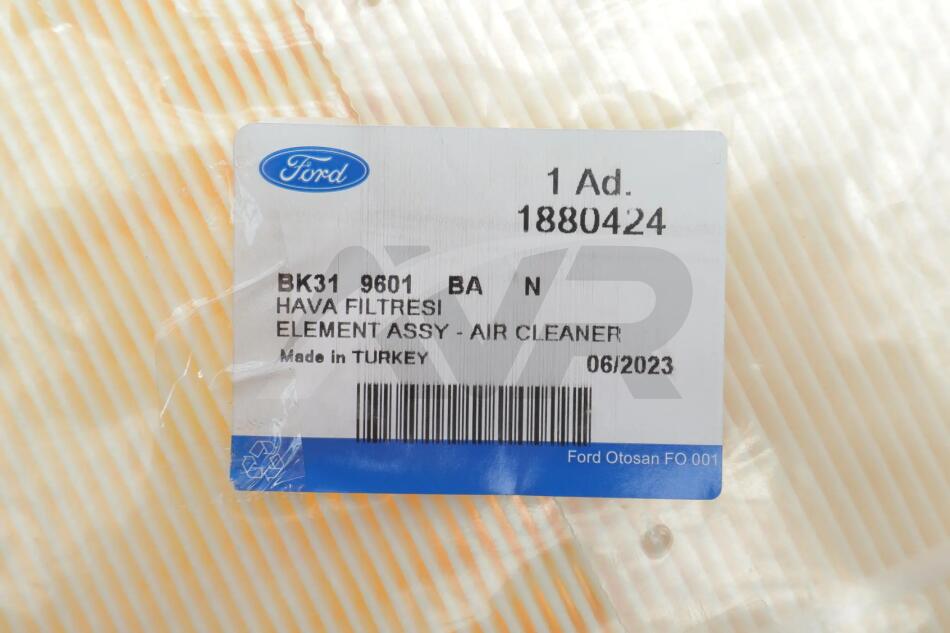 Ford
1 Ad.
1880424
BK31 9601 BA N
HAVA FILTRESI
ELEMENT ASSY - AIR CLEANER
Made in TURKEY
06/2023
Ford Otosan FO 001
AVR